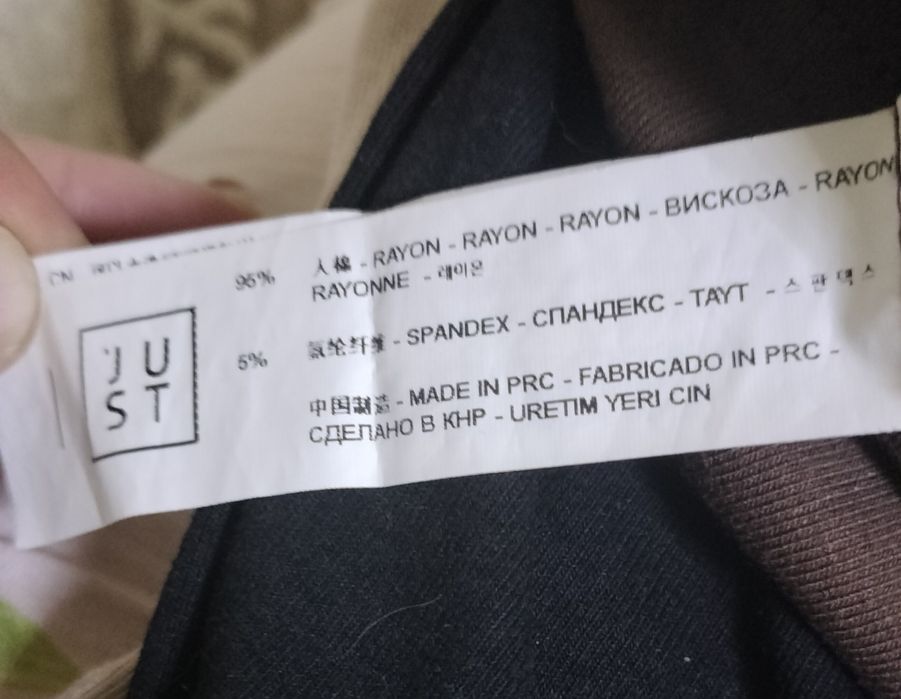 JU
ST
95% 人棉 - RAYON - RAYON - RAYON - ВИСКОЗА - RAYON
RAYONNE - 레이온
5% 氨纶纤维 - SPANDEX - СПАНДЕКС - TAYT - 스판덱스
中国制造 - MADE IN PRC - FABRICADO IN PRC -
СДЕЛАНО В КНР - URETIM YERI CIN